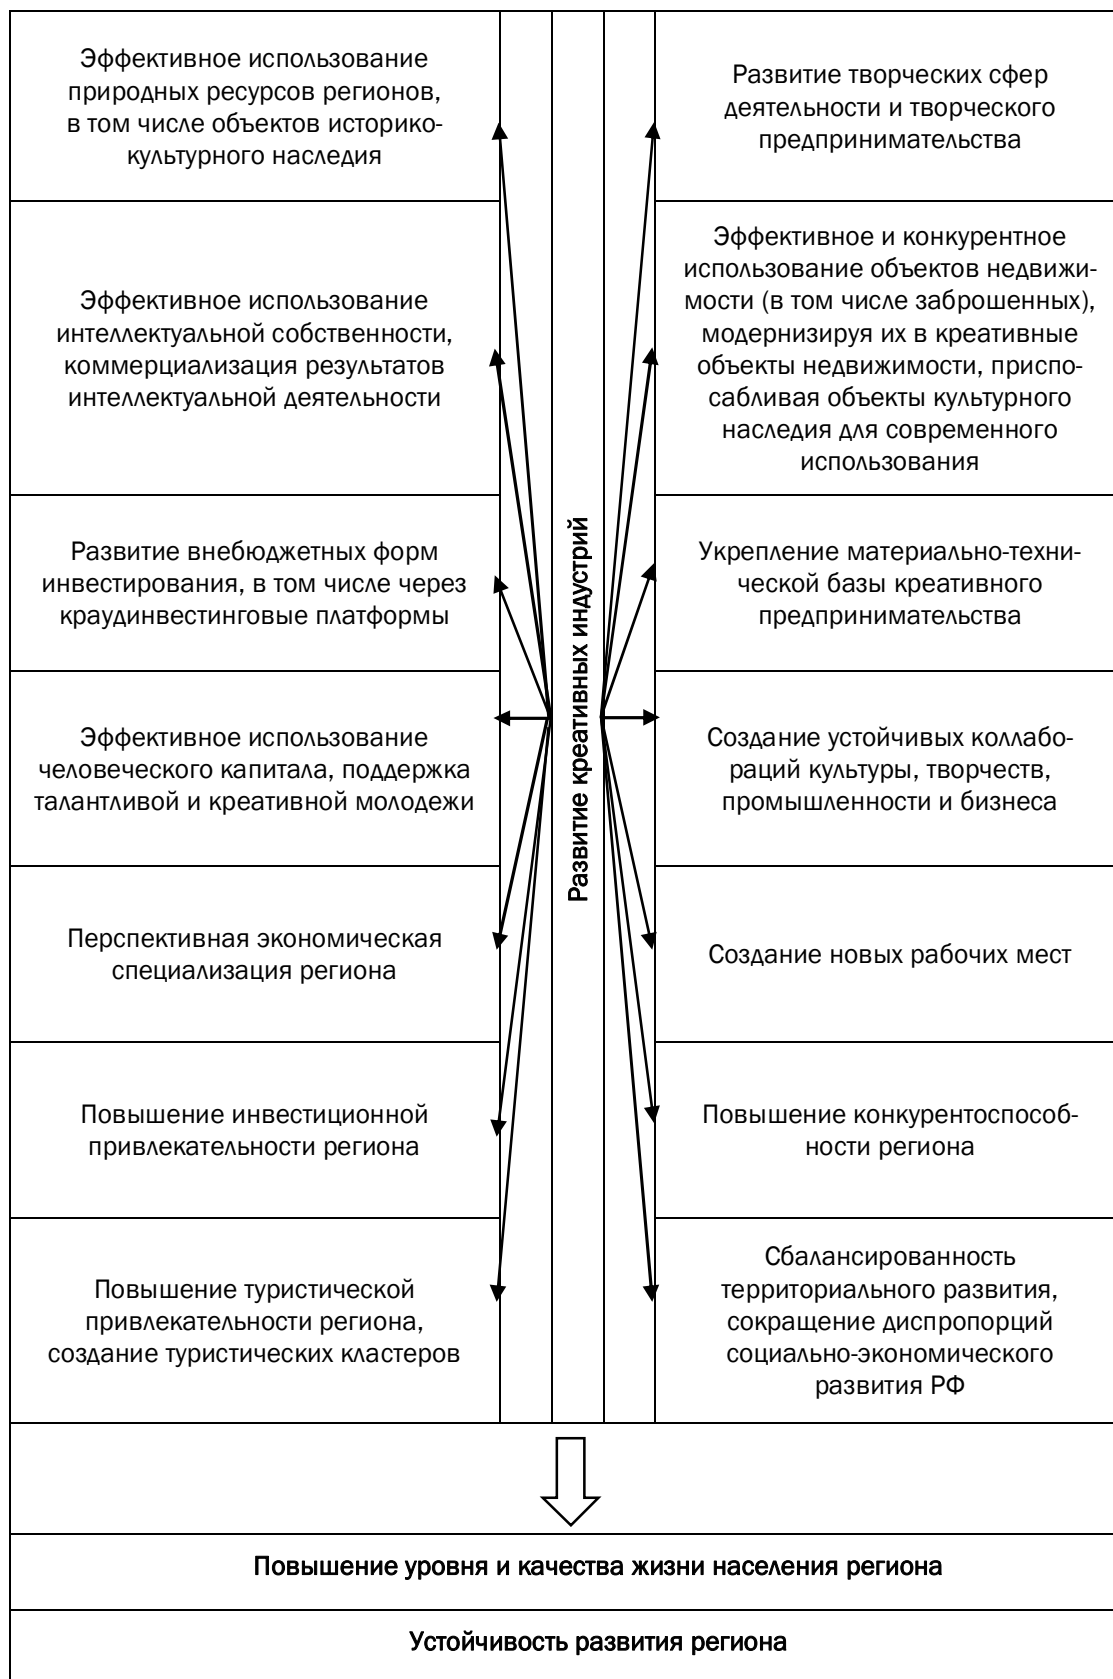 Эффективное использование
природных ресурсов регионов,
в том числе объектов историко-
культурного наследия
Развитие творческих сфер
деятельности и творческого
предпринимательства
Эффективное использование
интеллектуальной собственности,
коммерциализация результатов
интеллектуальной деятельности
Эффективное и конкурентное
использование объектов недвижи-
мости (в том числе заброшенных),
модернизируя их в креативные
объекты недвижимости, приспо-
сабливая объекты культурного
наследия для современного
использования
Развитие внебюджетных форм
инвестирования, в том числе через
краудинвестинговые платформы
Укрепление материально-техни-
ческой базы креативного
предпринимательства
Развитие креативных индустрий
Эффективное использование
человеческого капитала, поддержка
талантливой и креативной молодежи
Создание устойчивых коллабо-
раций культуры, творчеств,
промышленности и бизнеса
Перспективная экономическая
специализация региона
Создание новых рабочих мест
Повышение инвестиционной
привлекательности региона
Повышение конкурентоспособ-
ности региона
Повышение туристической
привлекательности региона,
создание туристических кластеров
Сбалансированность
территориального развития,
сокращение диспропорций
социально-экономического
развития РФ
Повышение уровня и качества жизни населения региона
Устойчивость развития региона